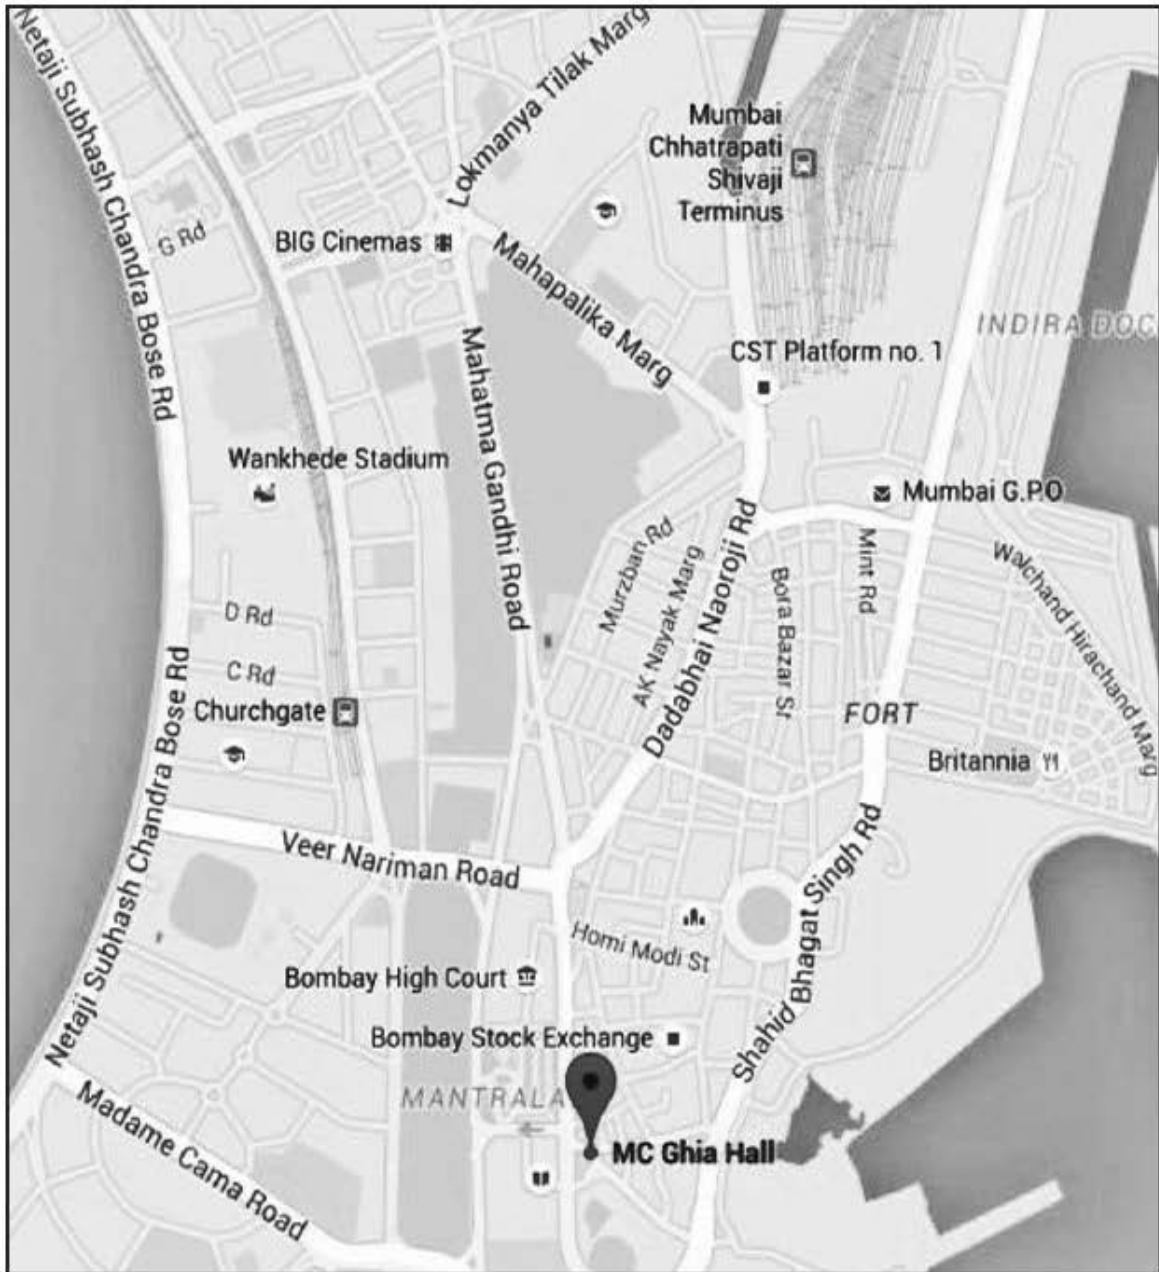 Netaji Subhash Chandra Bose Rd
Lokmanya Tilak Marg
Mumbai
Chhatrapati
Shivaji
Terminus
G Rd
BIG Cinemas
Mahapalika Marg
INDIRA DOC
CST Platform no. 1
Mahatma Gandhi Road
Wankhede Stadium
Mumbai G.P.O
Murzban Rd
AK Nayak Marg
Dadabhai Naoroji Rd
Bora Bazar Sr
Mint Rd
Walchand Hirachand Marg
D Rd
C Rd
Churchgate
FORT
Britannia
Netaji Subhash Chandra Bose Rd
Veer Nariman Road
Shahid Bhagat Singh Rd
Homi Modi St
Bombay High Court
Bombay Stock Exchange
MANTRALA
Madame Cama Road
MC Ghia Hall